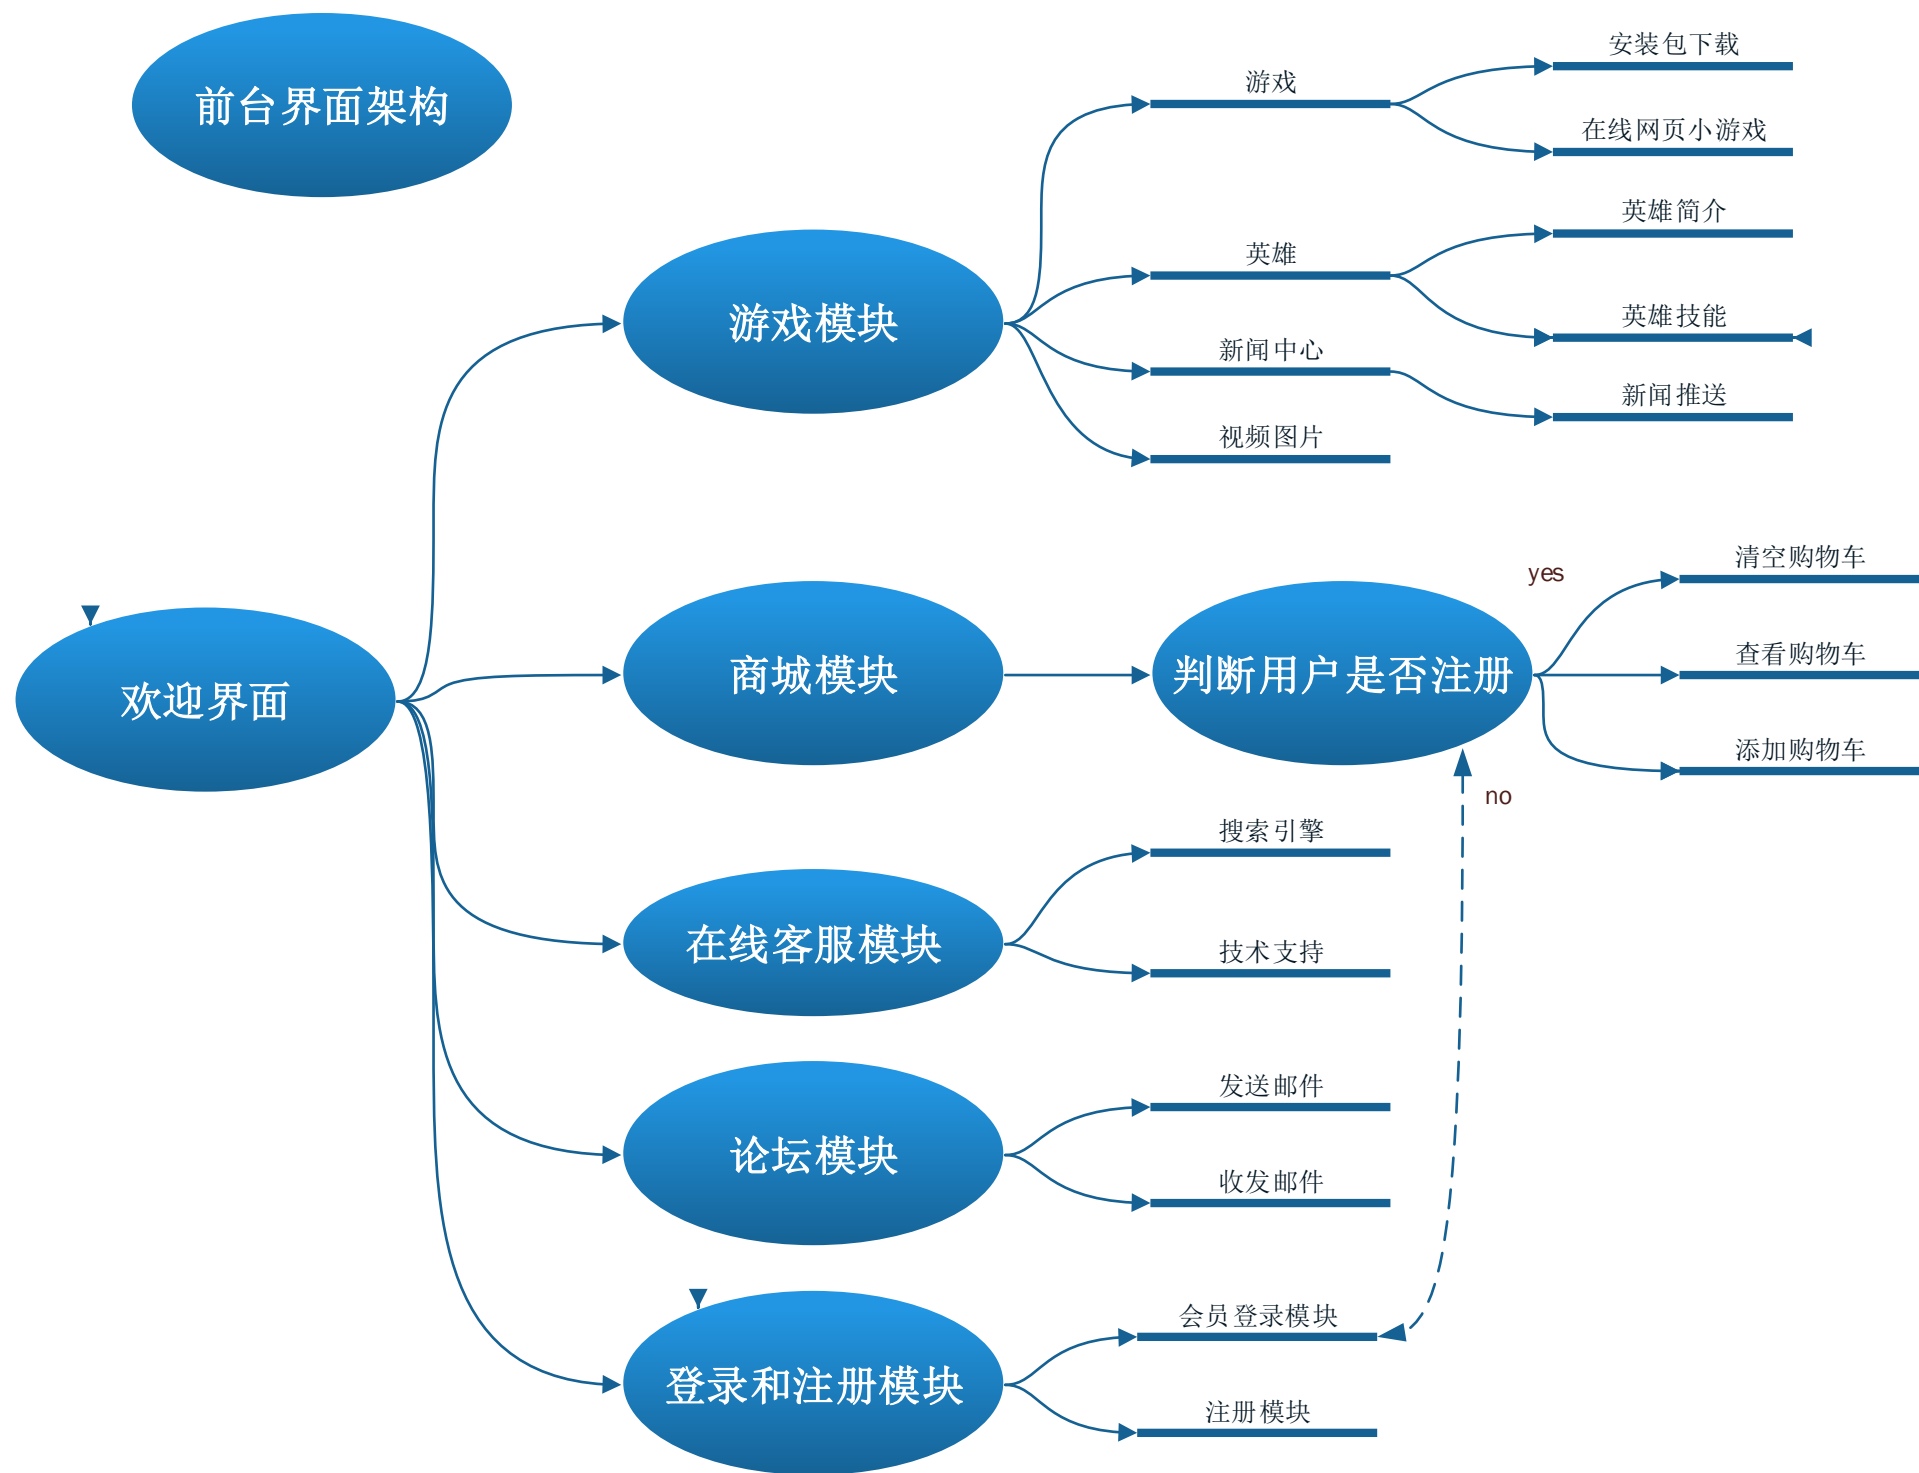 前台界面架构
安装包下载
游戏
在线网页小游戏
英雄简介
英雄
游戏模块
英雄技能
新闻中心
新闻推送
视频图片
清空购物车
yes
欢迎界面
商城模块
判断用户是否注册
查看购物车
添加购物车
no
搜索引擎
在线客服模块
技术支持
发送邮件
论坛模块
收发邮件
会员登录模块
登录和注册模块
注册模块